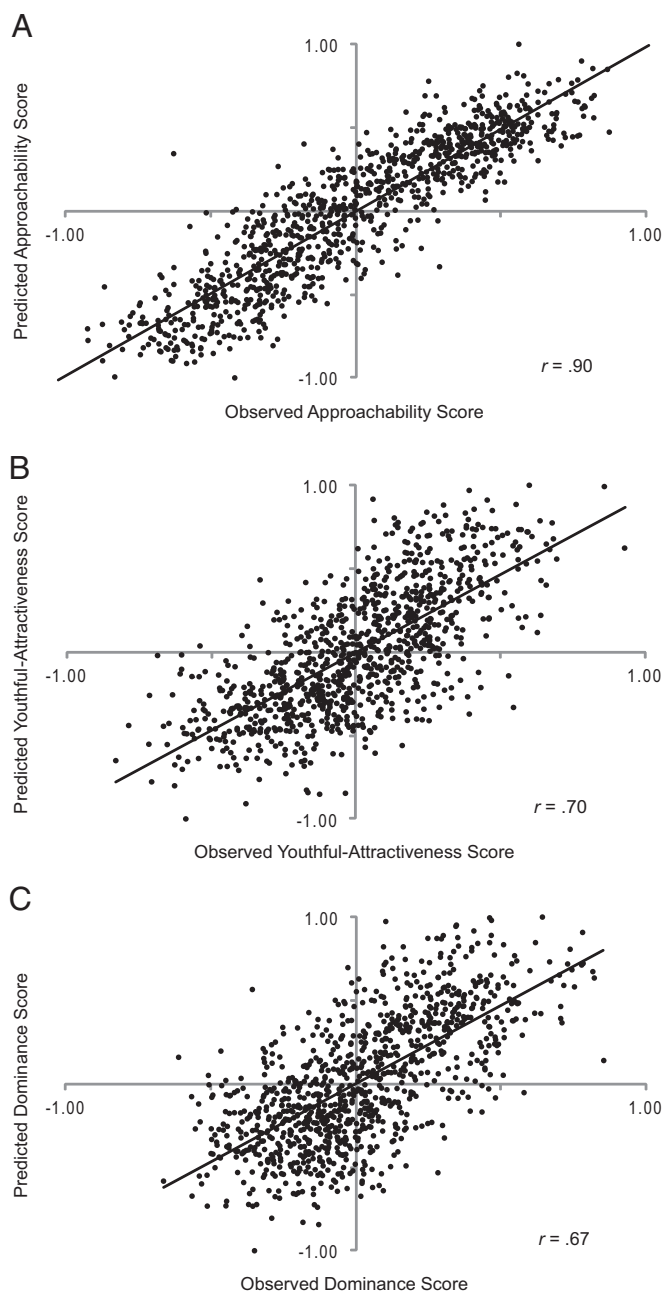 A
1.00
Predicted Approachability Score
-1.00
1.00
-1.00
r = .90
Observed Approachability Score
B
1.00
Predicted Youthful-Attractiveness Score
-1.00
1.00
-1.00
r = .70
Observed Youthful-Attractiveness Score
C
1.00
Predicted Dominance Score
-1.00
1.00
-1.00
r = .67
Observed Dominance Score